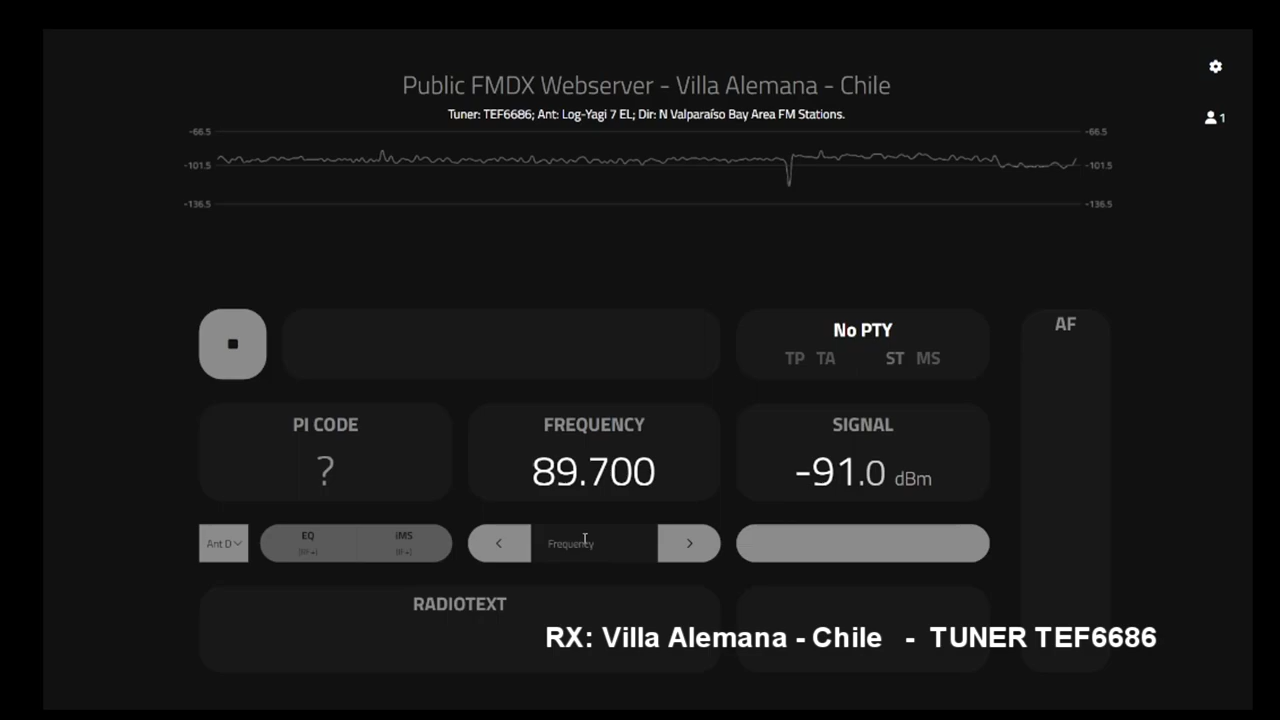 Public FMDX Webserver - Villa Alemana - Chile
Tuner: TEF6686; Ant: Log-Yagi 7 EL; Dir: N Valparaíso Bay Area FM Stations.
1
-66.5 -66.5
-101.5 -101.5
-136.5 -136.5
No PTY
AF
TP TA ST MS
PI CODE FREQUENCY SIGNAL
? 89.700 -91.0 dBm
EQ iMS
Ant D Frequency
RADIOTEXT
RX: Villa Alemana - Chile - TUNER TEF6686